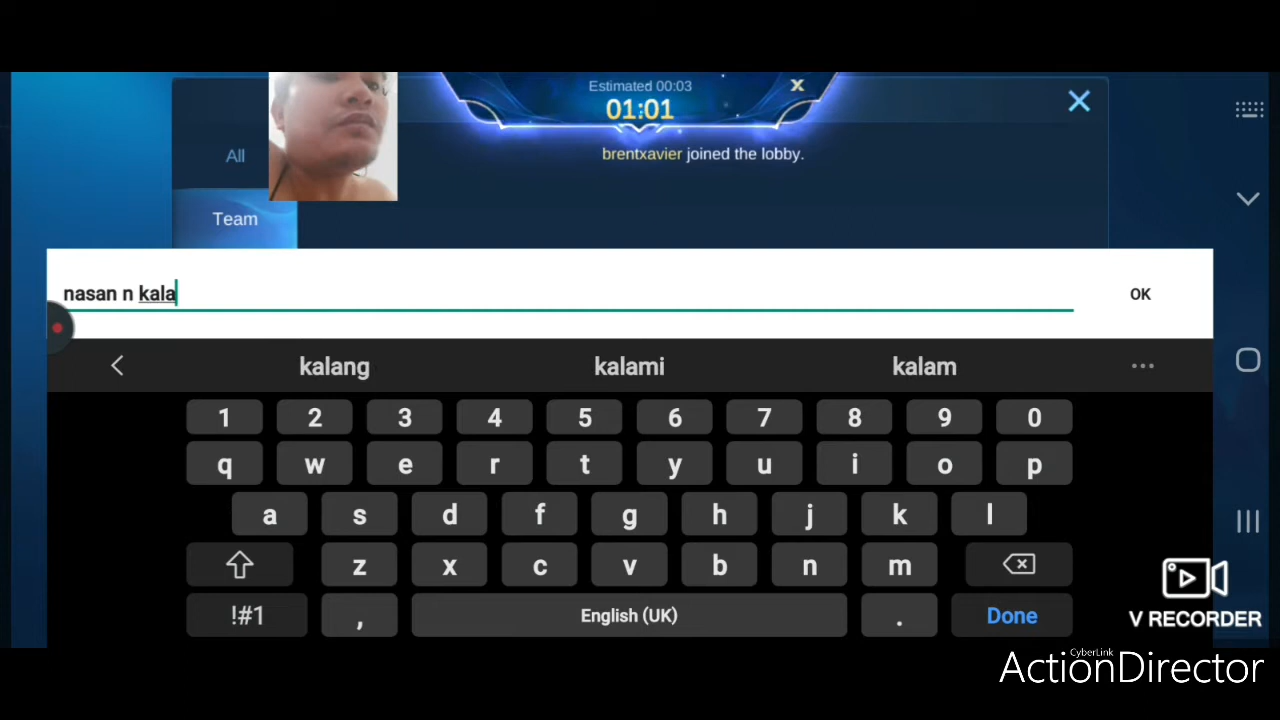 Estimated 00:03
X
01:01
All
brentxavier joined the lobby.
Team
nasan n kala
OK
kalang kalami kalam
1 2 3 4 5 6 7 8 9 0
q w e r t y u i o p
a s d f g h j k l
z x c v b n m
!#1 , English (UK) . Done
V RECORDER
CyberLink
ActionDirector